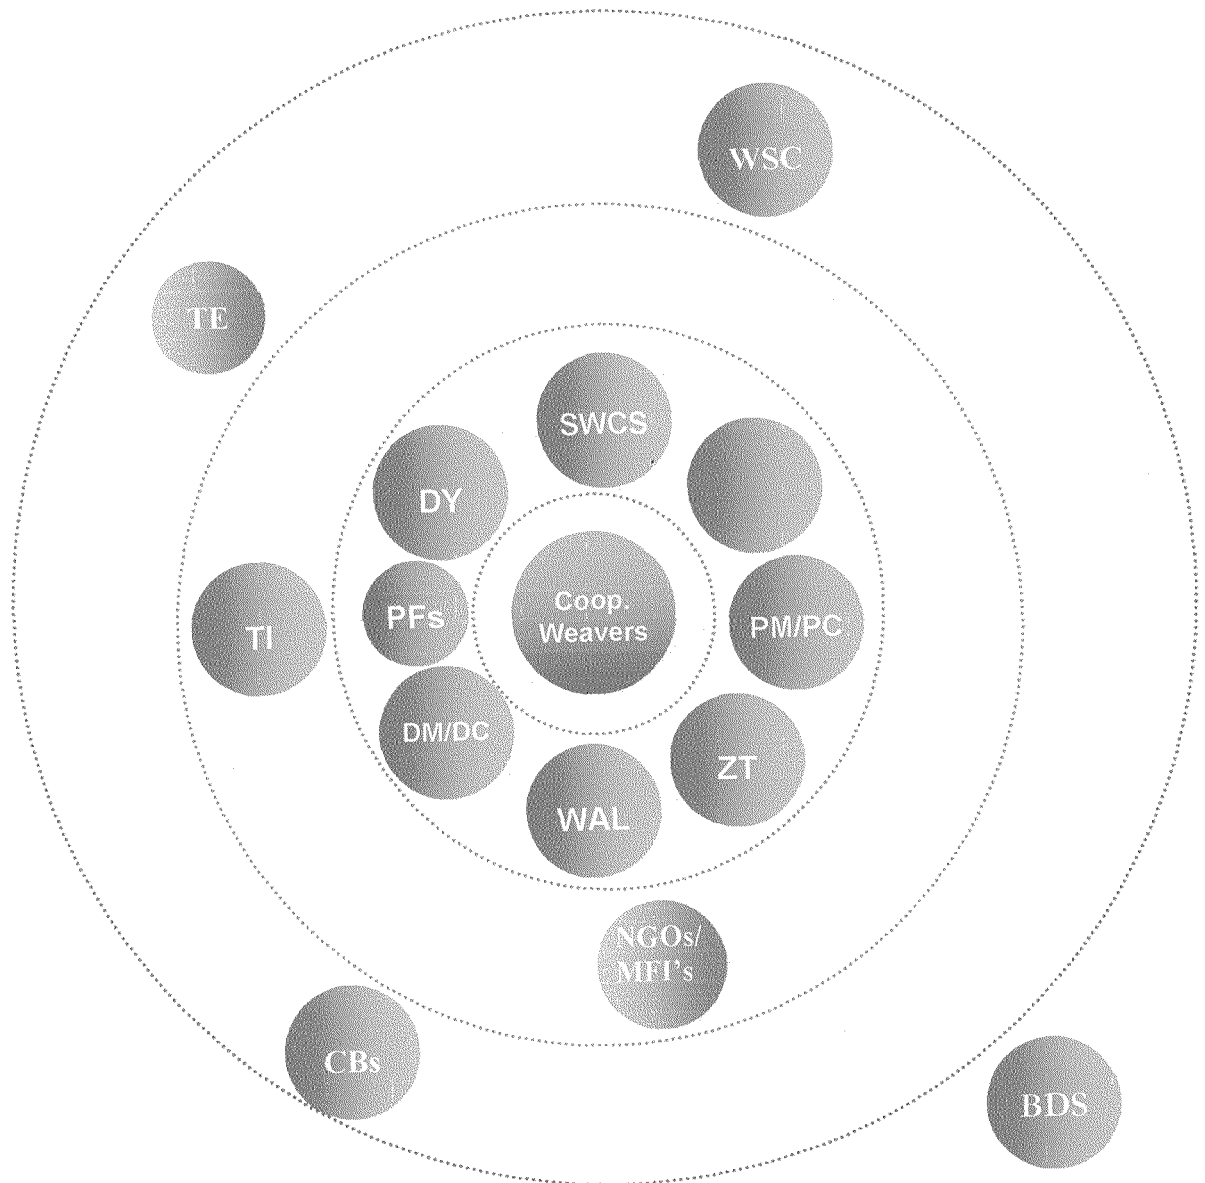 WSC
TE
SWCS
DY
Coop.
Weavers
PFs
PM/PC
TI
DM/DC
ZT
WAL
NGOs/
MFI's
CBs
BDS